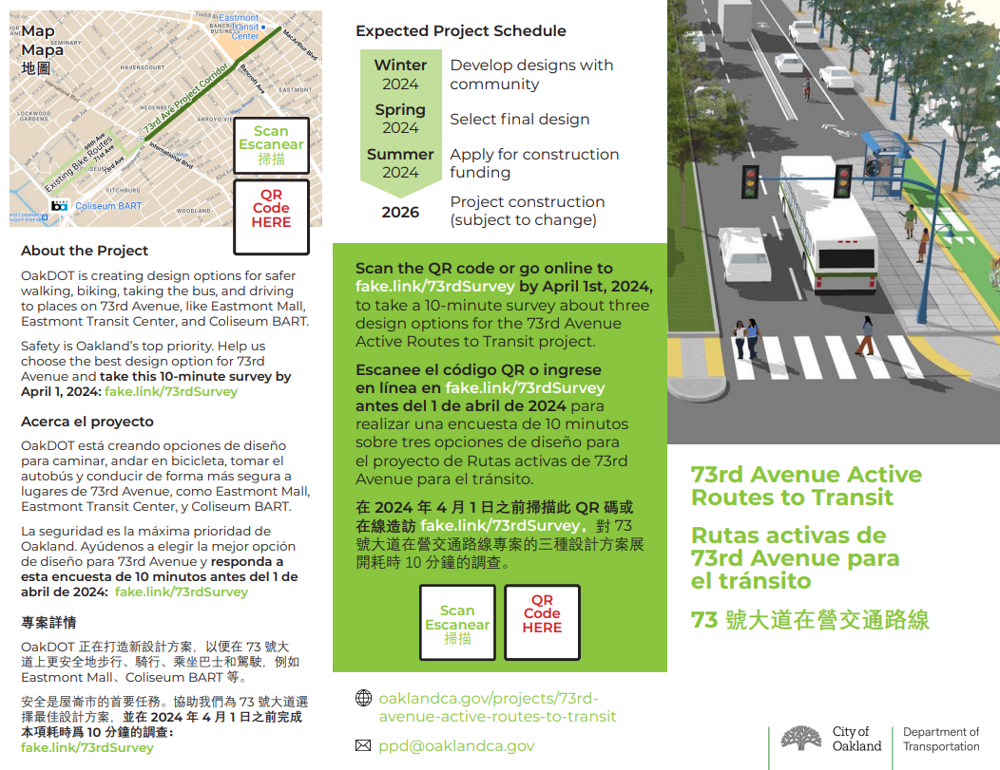 Map
Mapa
地圖
Eastmont
Transit
Center
MacArthur Blvd
SEMINARY
HAVENSCOURT
Bancroft Ave
EASTMONT
LOCKWOOD
GARDENS
73rd Ave Project Corridor
Existing Bike Routes
69th Ave
71st Ave
73rd Ave
International Blvd
FITCHBURG
WOODLAND
Coliseum BART
Scan
Escanear
掃描
QR
Code
HERE
About the Project
OakDOT is creating design options for safer
walking, biking, taking the bus, and driving
to places on 73rd Avenue, like Eastmont Mall,
Eastmont Transit Center, and Coliseum BART.
Safety is Oakland's top priority. Help us
choose the best design option for 73rd
Avenue and take this 10-minute survey by
April 1, 2024: fake.link/73rdSurvey
Acerca el proyecto
OakDOT está creando opciones de diseño
para caminar, andar en bicicleta, tomar el
autobús y conducir de forma más segura a
lugares de 73rd Avenue, como Eastmont Mall,
Eastmont Transit Center, y Coliseum BART.
La seguridad es la máxima prioridad de
Oakland. Ayúdenos a elegir la mejor opción
de diseño para 73rd Avenue y responda a
esta encuesta de 10 minutos antes del 1 de
abril de 2024: fake.link/73rdSurvey
專案詳情
OakDOT 正在打造新設計方案，以便在 73 號大
道上更安全地步行、騎行、乘坐巴士和駕駛，例如
Eastmont Mall、Coliseum BART 等。
安全是屋崙市的首要任務。協助我們為 73 號大道選
擇最佳設計方案，並在 2024 年 4 月 1 日之前完成
本項耗時爲 10 分鐘的調查：
fake.link/73rdSurvey
Expected Project Schedule
Winter
2024
Develop designs with
community
Spring
2024
Select final design
Summer
2024
Apply for construction
funding
2026
Project construction
(subject to change)
Scan the QR code or go online to
fake.link/73rdSurvey by April 1st, 2024,
to take a 10-minute survey about three
design options for the 73rd Avenue
Active Routes to Transit project.
Escanee el código QR o ingrese
en línea en fake.link/73rdSurvey
antes del 1 de abril de 2024 para
realizar una encuesta de 10 minutos
sobre tres opciones de diseño para
el proyecto de Rutas activas de 73rd
Avenue para el tránsito.
在 2024 年 4 月 1 日之前掃描此 QR 碼或
在線造訪 fake.link/73rdSurvey，對 73
號大道在營交通路線專案的三種設計方案展
開耗時 10 分鐘的調查。
Scan
Escanear
掃描
QR
Code
HERE
oaklandca.gov/projects/73rd-
avenue-active-routes-to-transit
ppd@oaklandca.gov
73rd Avenue Active
Routes to Transit
Rutas activas de
73rd Avenue para
el tránsito
73 號大道在營交通路線
City of
Oakland
Department of
Transportation